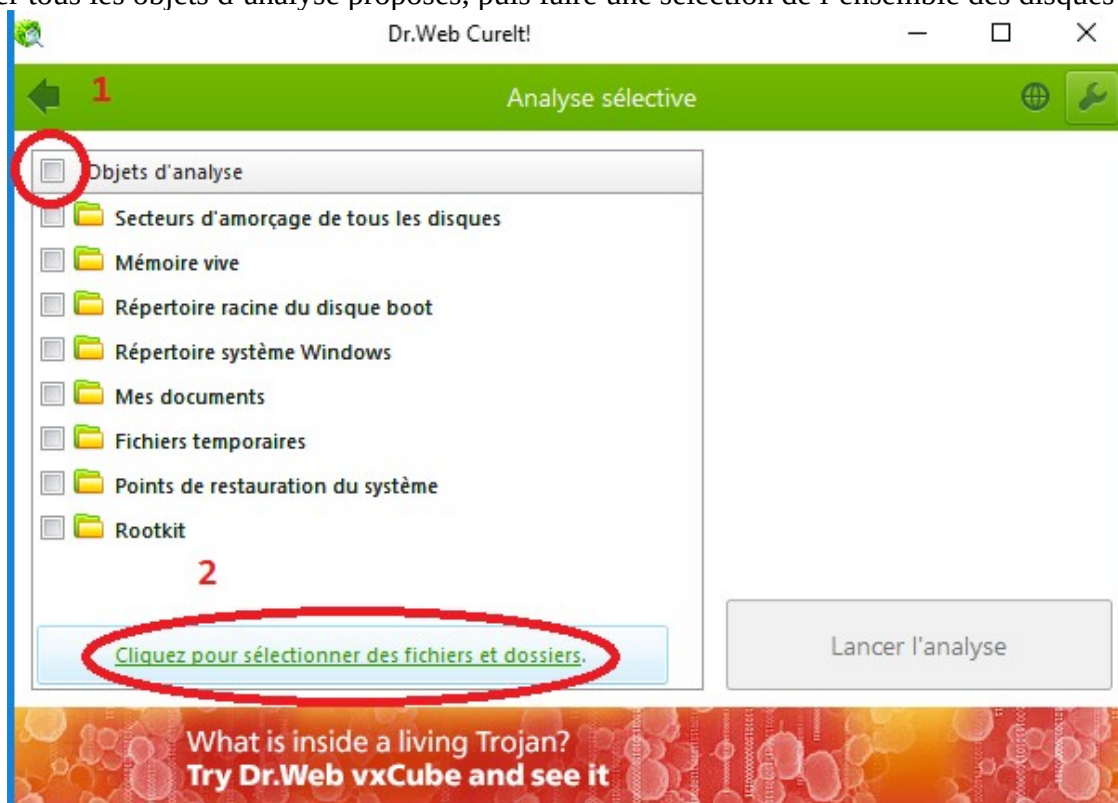 er tous les objets d'analyse proposés, puis faire une sélection de l'ensemble des disques
Dr.Web CureIt!
1
Analyse sélective
Objets d'analyse
Secteurs d'amorçage de tous les disques
Mémoire vive
Répertoire racine du disque boot
Répertoire système Windows
Mes documents
Fichiers temporaires
Points de restauration du système
Rootkit
2
Cliquez pour sélectionner des fichiers et dossiers.
Lancer l'analyse
What is inside a living Trojan?
Try Dr.Web vxCube and see it